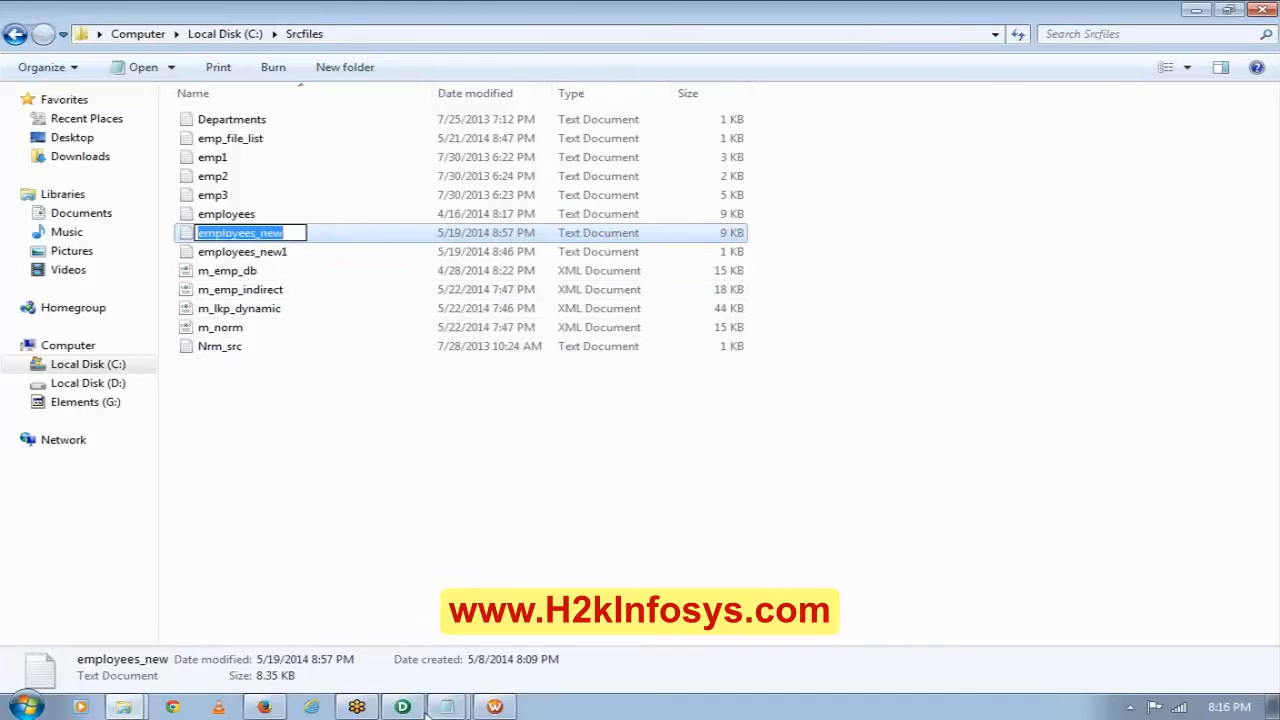 Computer Local Disk (C:) Srcfiles Search Srcfiles
Organize Open Print Burn New folder
Favorites
Recent Places
Desktop
Downloads
Libraries
Documents
Music
Pictures
Videos
Homegroup
Computer
Local Disk (C:)
Local Disk (D:)
Elements (G:)
Network
Name Date modified Type Size
Departments 7/25/2013 7:12 PM Text Document 1 KB
emp_file_list 5/21/2014 8:47 PM Text Document 1 KB
emp1 7/30/2013 6:22 PM Text Document 3 KB
emp2 7/30/2013 6:24 PM Text Document 2 KB
emp3 7/30/2013 6:23 PM Text Document 5 KB
employees 4/16/2014 8:17 PM Text Document 9 KB
employees_new 5/19/2014 8:57 PM Text Document 9 KB
employees_new1 5/19/2014 8:46 PM Text Document 1 KB
m_emp_db 4/28/2014 8:22 PM XML Document 15 KB
m_emp_indirect 5/22/2014 7:47 PM XML Document 18 KB
m_lkp_dynamic 5/22/2014 7:46 PM XML Document 44 KB
m_norm 5/22/2014 7:47 PM XML Document 15 KB
Nrm_src 7/28/2013 10:24 AM Text Document 1 KB
www.H2kInfosys.com
employees_new Date modified: 5/19/2014 8:57 PM Date created: 5/8/2014 8:09 PM
Text Document Size: 8.35 KB
8:16 PM